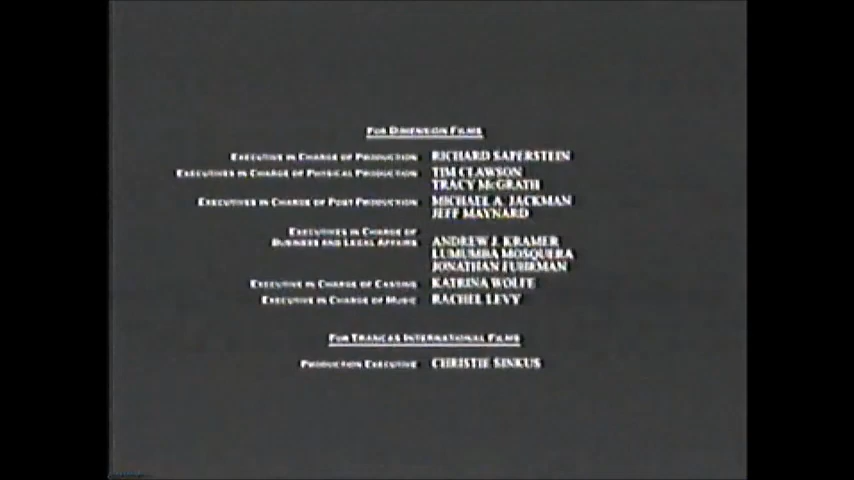 FOR DIMENSION FILMS
EXECUTIVE IN CHARGE OF PRODUCTION RICHARD SAPERSTEIN
EXECUTIVES IN CHARGE OF PHYSICAL PRODUCTION TIM CLAWSON
TRACY MCGRATH
EXECUTIVES IN CHARGE OF POST PRODUCTION MICHAEL A. JACKMAN
JEFF MAYNARD
EXECUTIVES IN CHARGE OF
BUSINESS AND LEGAL AFFAIRS ANDREW J. KRAMER
LUMUMBA MOSQUERA
JONATHAN FUHRMAN
EXECUTIVE IN CHARGE OF CASTING KATRINA WOLFE
EXECUTIVE IN CHARGE OF MUSIC RACHEL LEVY
FOR TRANCAS INTERNATIONAL FILMS
PRODUCTION EXECUTIVE CHRISTIE SINKUS